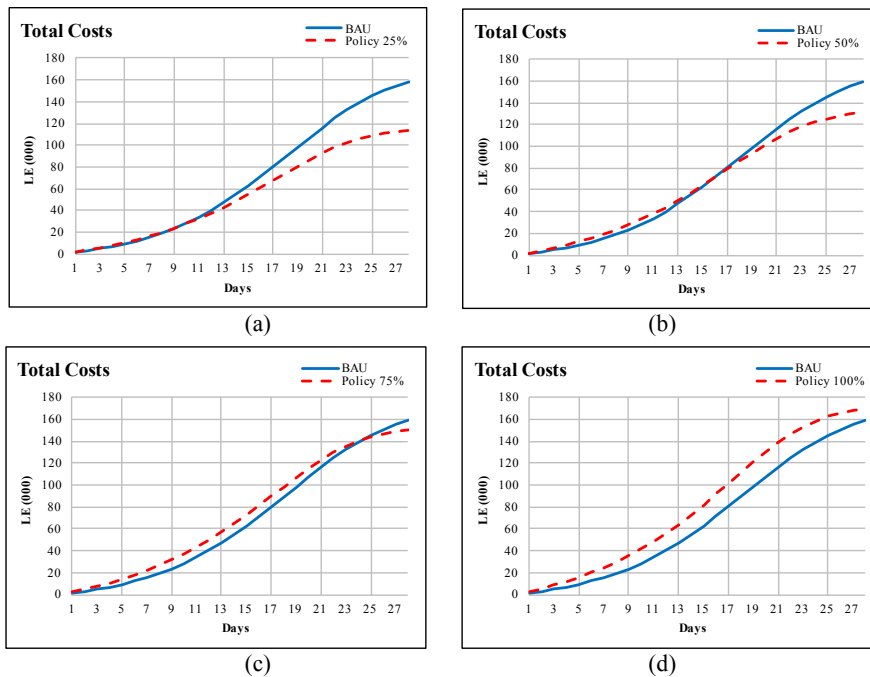 Total Costs
BAU
Policy 25%
180
160
140
120
100
80
60
40
20
0
LE (000)
1 3 5 7 9 11 13 15 17 19 21 23 25 27
Days
(a)
Total Costs
BAU
Policy 50%
180
160
140
120
100
80
60
40
20
0
LE (000)
1 3 5 7 9 11 13 15 17 19 21 23 25 27
Days
(b)
Total Costs
BAU
Policy 75%
180
160
140
120
100
80
60
40
20
0
LE (000)
1 3 5 7 9 11 13 15 17 19 21 23 25 27
Days
(c)
Total Costs
BAU
Policy 100%
180
160
140
120
100
80
60
40
20
0
LE (000)
1 3 5 7 9 11 13 15 17 19 21 23 25 27
Days
(d)